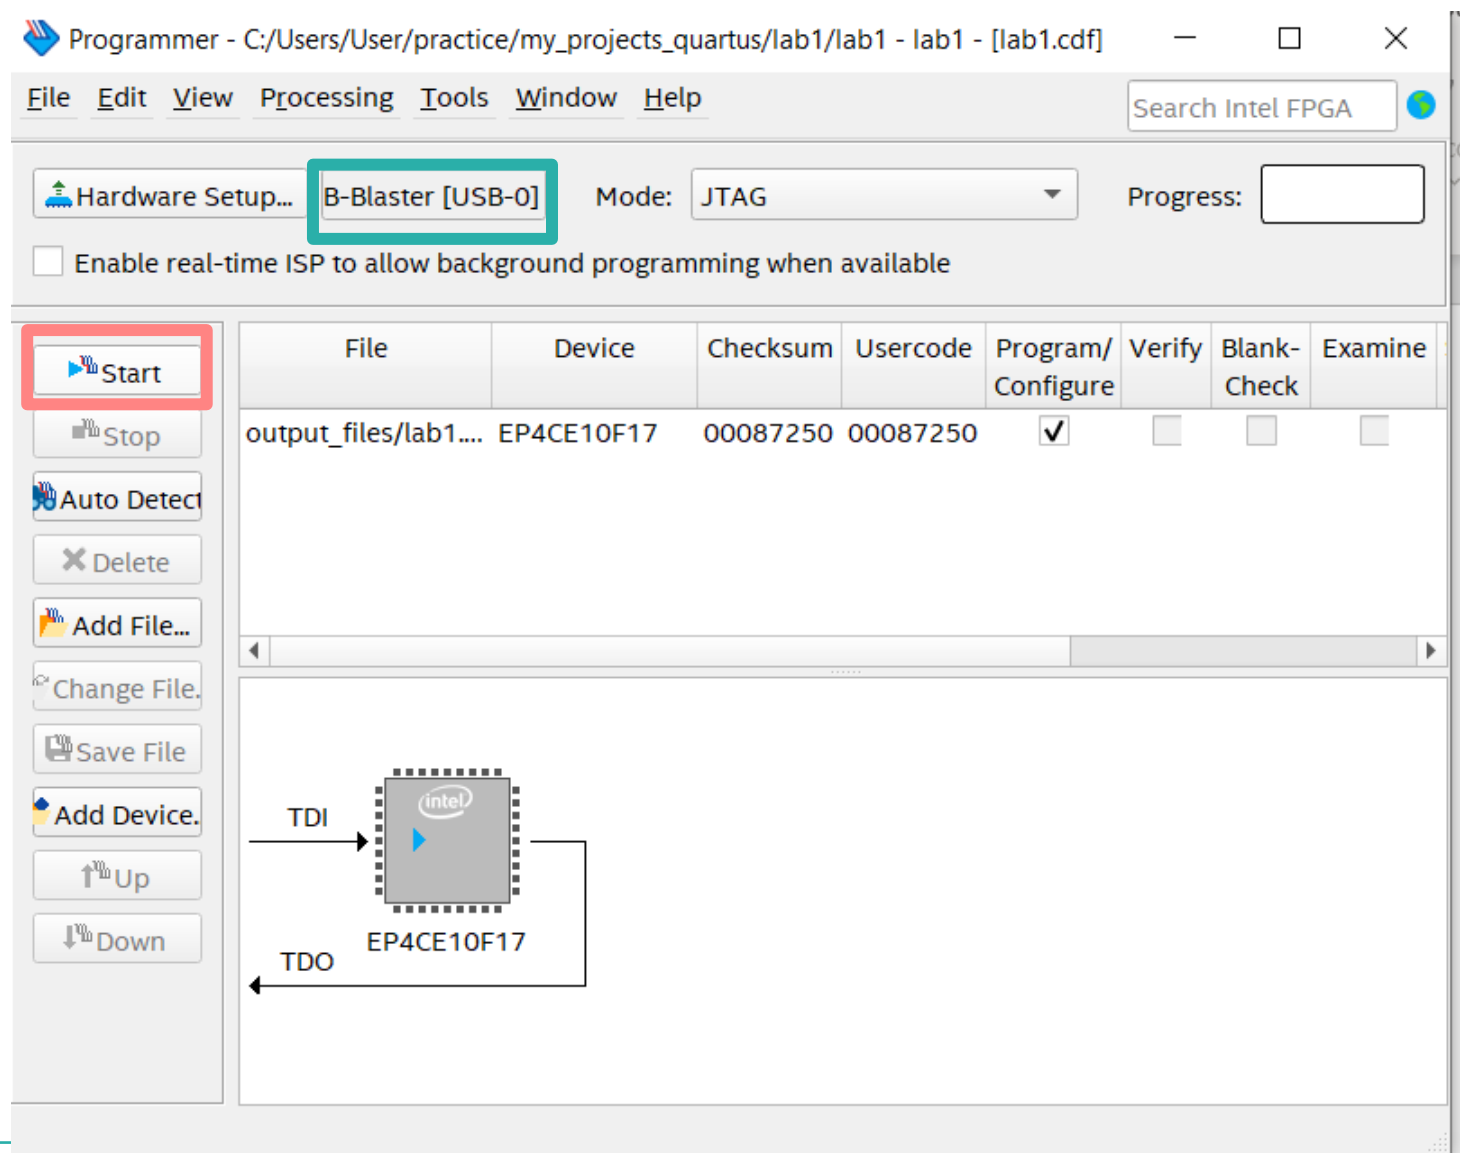 Programmer - C:/Users/User/practice/my_projects_quartus/lab1/lab1 - lab1 - [lab1.cdf]
File Edit View Processing Tools Window Help
Search Intel FPGA
Hardware Setup... B-Blaster [USB-0] Mode: JTAG Progress:
Enable real-time ISP to allow background programming when available
Start
Stop
Auto Detect
Delete
Add File...
Change File.
Save File
Add Device.
Up
Down
File Device Checksum Usercode Program/ Verify Blank- Examine
Configure Check
output_files/lab1.... EP4CE10F17 00087250 00087250
intel
TDI
EP4CE10F17
TDO